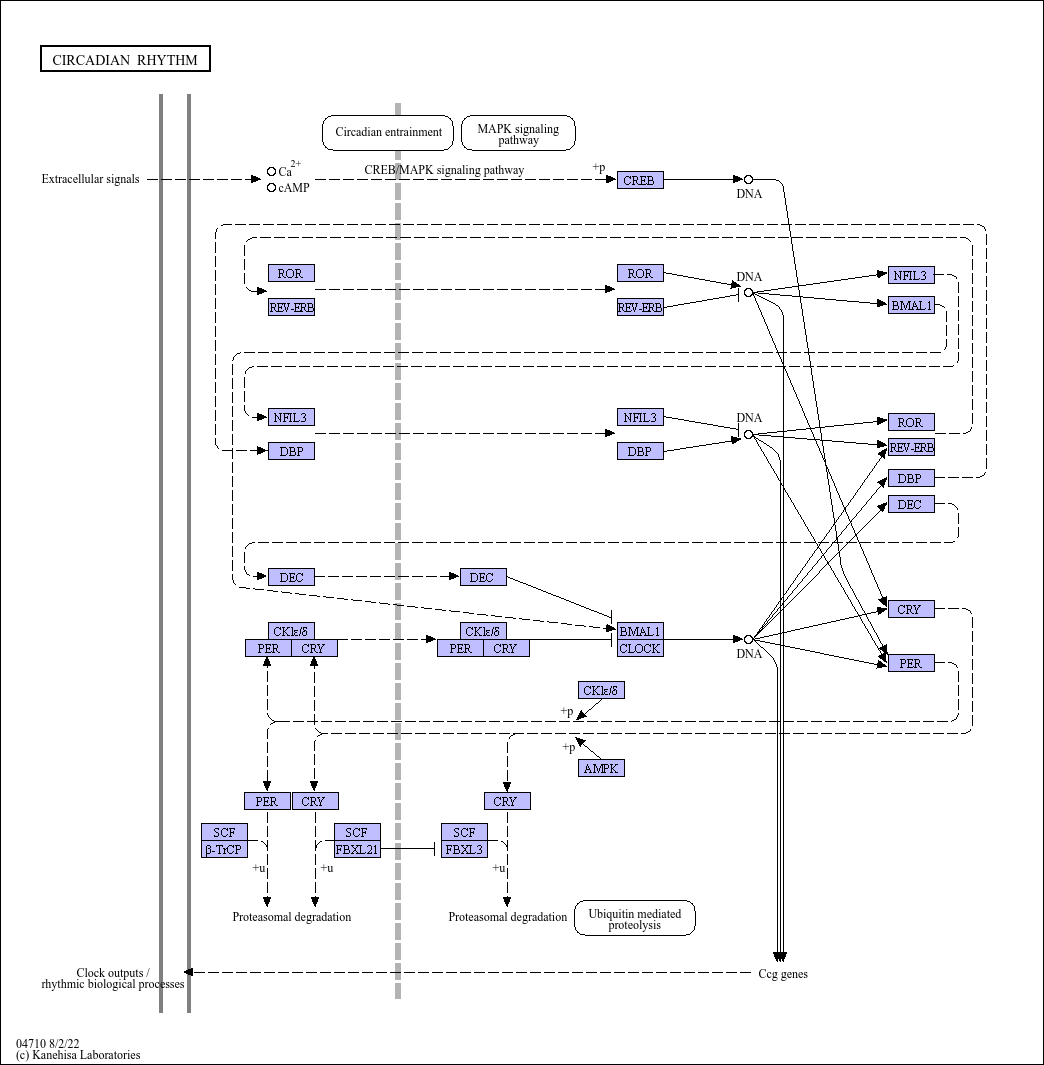 CIRCADIAN RHYTHM
Circadian entrainment
MAPK signaling
pathway
Extracellular signals
Ca2+
cAMP
CREB/MAPK signaling pathway
+p
CREB
DNA
ROR
REV-ERB
ROR
REV-ERB
DNA
NFIL3
BMAL1
NFIL3
DBP
NFIL3
DBP
DNA
ROR
REV-ERB
DBP
DEC
DEC
DEC
CKIε/δ
PER
CRY
CKIε/δ
PER
CRY
BMAL1
CLOCK
DNA
CRY
PER
CKIε/δ
+p
+p
AMPK
PER
CRY
CRY
SCF
β-TrCP
SCF
FBXL21
SCF
FBXL3
+u
+u
+u
Proteasomal degradation
Proteasomal degradation
Ubiquitin mediated
proteolysis
Clock outputs /
rhythmic biological processes
Ccg genes
04710 8/2/22
(c) Kanehisa Laboratories